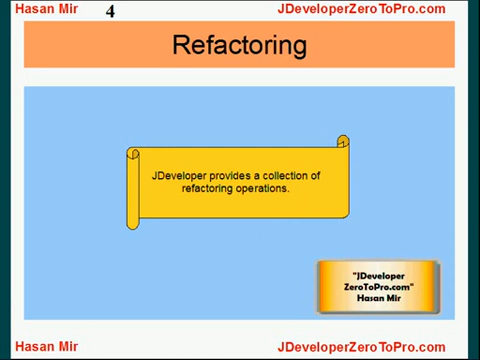 Hasan Mir 4 JDeveloperZeroToPro.com
Refactoring
JDeveloper provides a collection of
refactoring operations.
"JDeveloper
ZeroToPro.com"
Hasan Mir
Hasan Mir JDeveloperZeroToPro.com